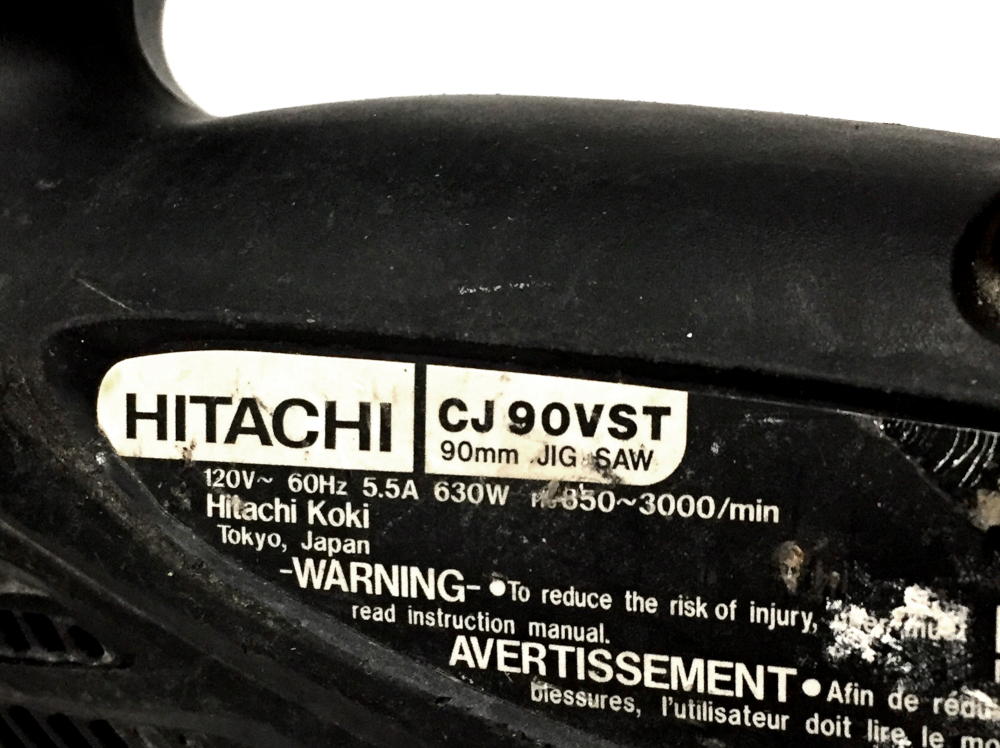 HITACHI
CJ 90VST
90mm JIG SAW
120V~ 60Hz 5.5A 630W 850~3000/min
Hitachi Koki
Tokyo, Japan
-WARNING- •To reduce the risk of injury,
read instruction manual.
AVERTISSEMENT •Afin de
blessures, l'utilisateur doit lire le